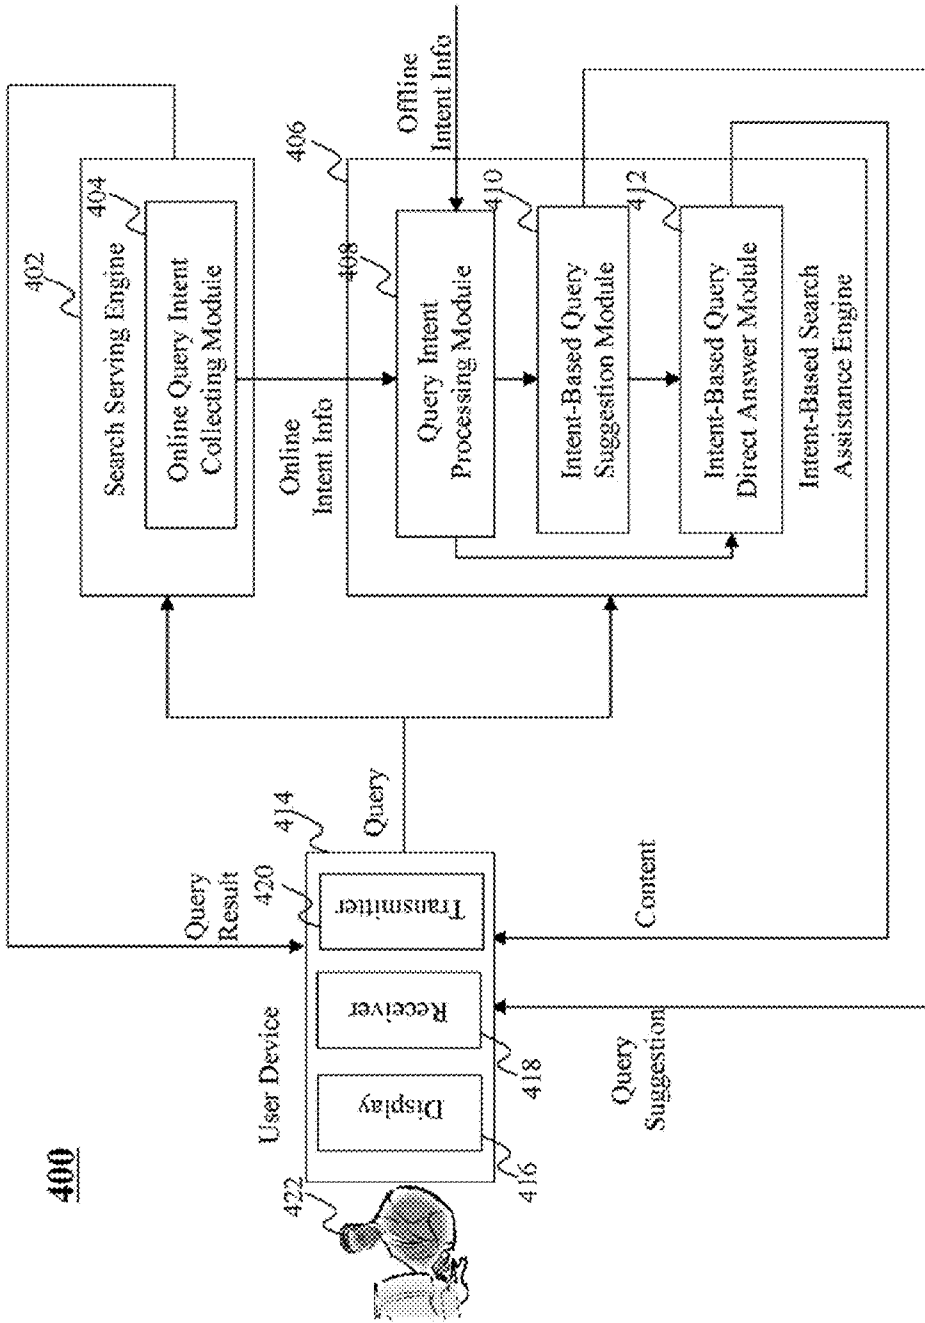 400
422
User Device
Display
416
Receiver
418
Transmitter
420
414
Query
Result
Query
Content
Query
Suggestion
402
Search Serving Engine
404
Online Query Intent
Collecting Module
Online
Intent Info
Offline
Intent Info
406
408
Query Intent
Processing Module
410
Intent-Based Query
Suggestion Module
412
Intent-Based Query
Direct Answer Module
Intent-Based Search
Assistance Engine